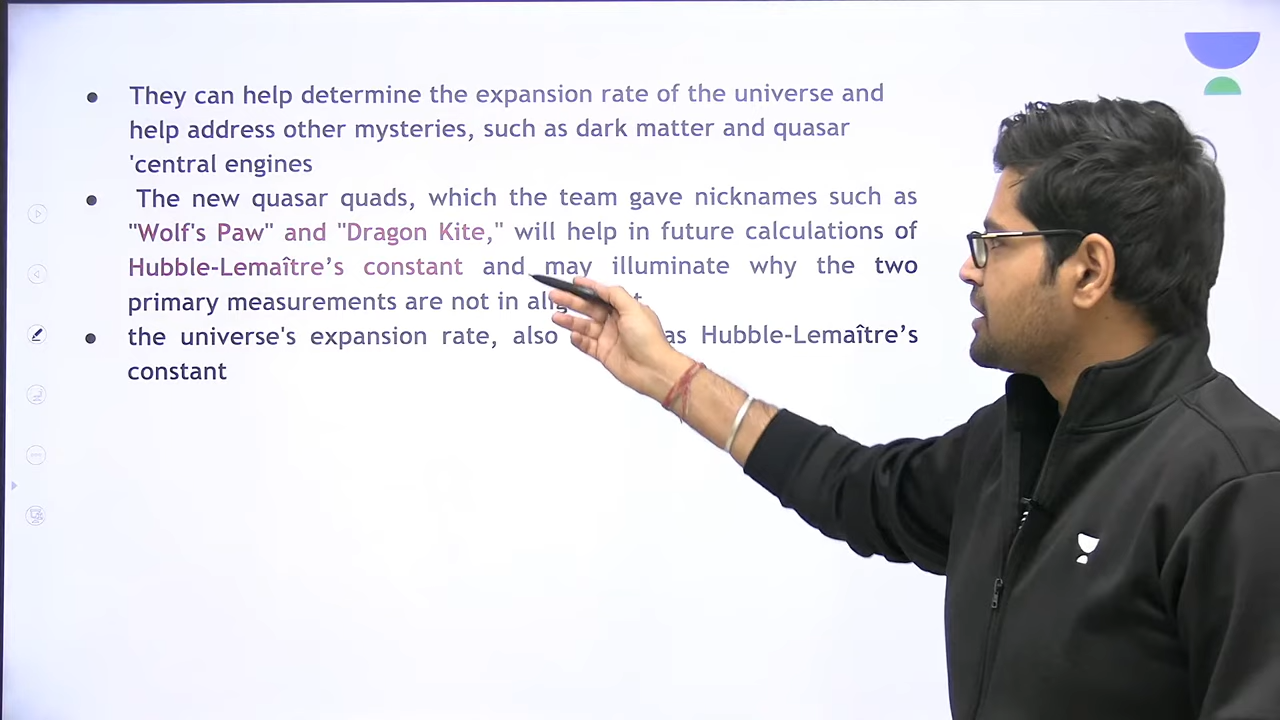 They can help determine the expansion rate of the universe and
help address other mysteries, such as dark matter and quasar
'central engines
The new quasar quads, which the team gave nicknames such as
"Wolf's Paw" and "Dragon Kite," will help in future calculations of
Hubble-Lemaître’s constant and may illuminate why the two
primary measurements are not in
the universe's expansion rate, also as Hubble-Lemaître’s
constant